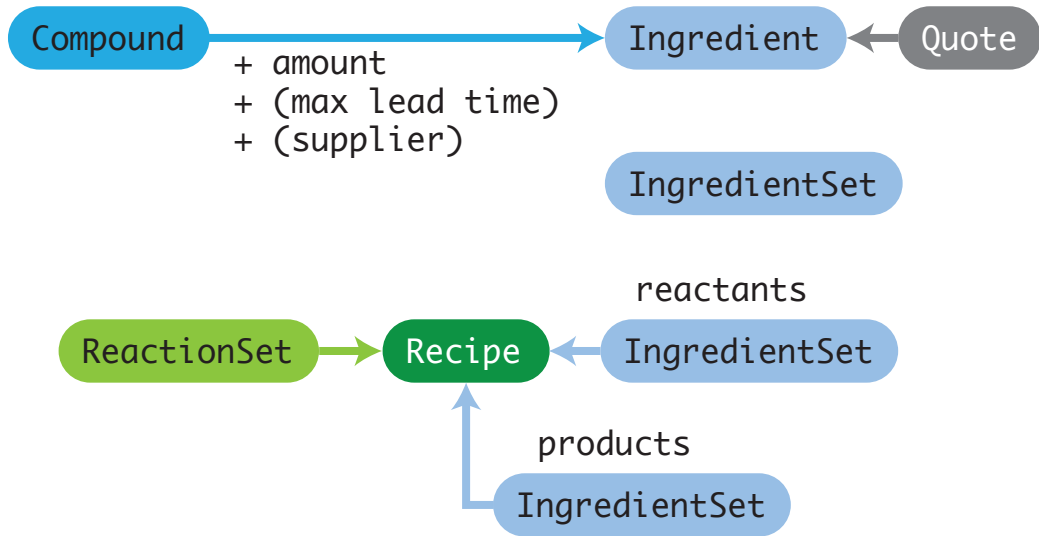 Compound
Ingredient
Quote
+ amount
+ (max lead time)
+ (supplier)
IngredientSet
reactants
ReactionSet
Recipe
IngredientSet
products
IngredientSet